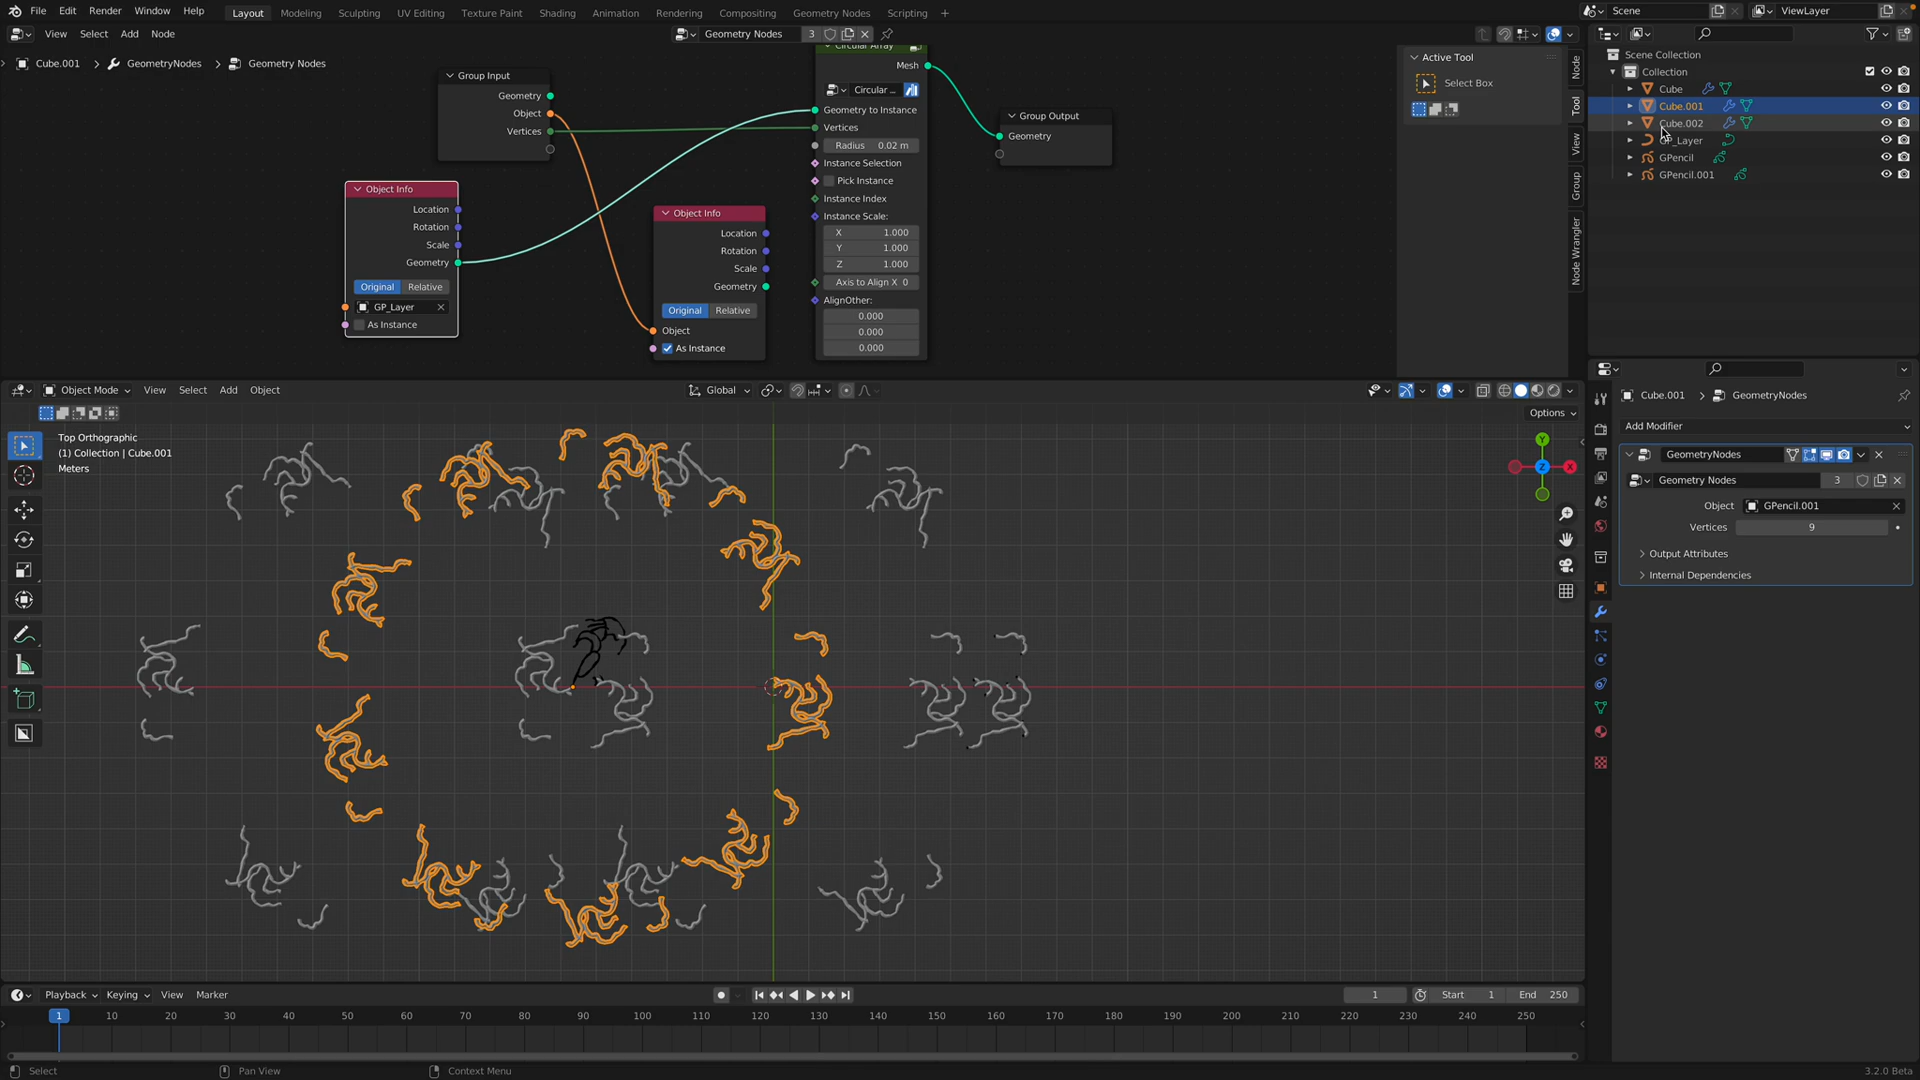 File Edit Render Window Help Layout Modeling Sculpting UV Editing Texture Paint Shading Animation Rendering Compositing Geometry Nodes Scripting + Scene ViewLayer
View Select Add Node Geometry Nodes 3
Cube.001 > GeometryNodes > Geometry Nodes
Circular Array
Mesh
Circular ...
Geometry to Instance
Vertices
Radius 0.02 m
Instance Selection
Pick Instance
Instance Index
Instance Scale:
X 1.000
Y 1.000
Z 1.000
Axis to Align X 0
AlignOther:
0.000
0.000
0.000
Group Input
Geometry
Object
Vertices
Group Output
Geometry
Object Info
Location
Rotation
Scale
Geometry
Original Relative
GP_Layer
As Instance
Object Info
Location
Rotation
Scale
Geometry
Original Relative
Object
As Instance
Active Tool
Select Box
Node
Tool
View
Group
Node Wrangler
Scene Collection
Collection
Cube
Cube.001
Cube.002
GP_Layer
GPencil
GPencil.001
Object Mode View Select Add Object Global
Options
Top Orthographic
(1) Collection | Cube.001
Meters
Y
Z
X
Cube.001 > GeometryNodes
Add Modifier
GeometryNodes
Geometry Nodes 3
Object GPencil.001
Vertices 9
Output Attributes
Internal Dependencies
Playback Keying View Marker 1 Start 1 End 250
1 10 20 30 40 50 60 70 80 90 100 110 120 130 140 150 160 170 180 190 200 210 220 230 240 250
Select Pan View Context Menu 3.2.0 Beta